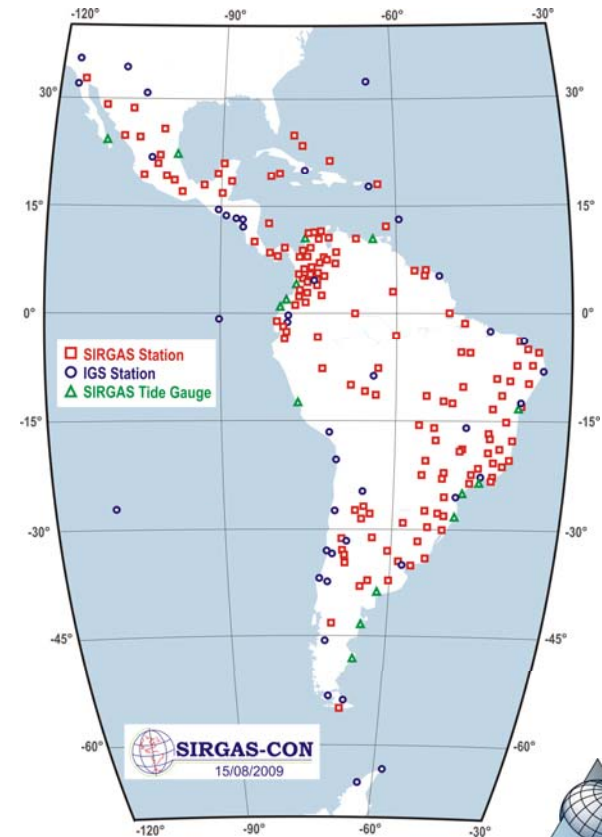 -120° -90° -60° -30°
30° 30°
15° 15°
0° 0°
SIRGAS Station
IGS Station
SIRGAS Tide Gauge
-15° -15°
-30° -30°
-45° -45°
SIRGAS-CON
15/08/2009
-60° -60°
-120° -90° -60° -30°